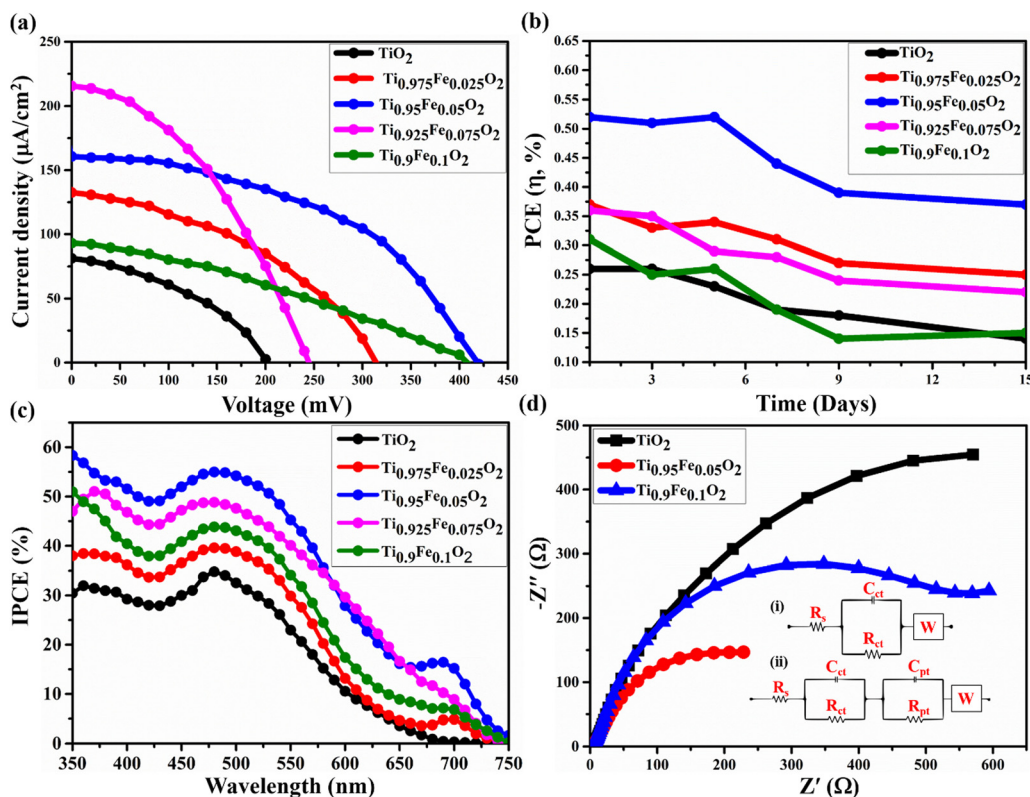 (a)
250
200
150
100
50
0
Current density (µA/cm²)
0 50 100 150 200 250 300 350 400 450
Voltage (mV)
TiO₂
Ti₀.₉₇₅Fe₀.₀₂₅O₂
Ti₀.₉₅Fe₀.₀₅O₂
Ti₀.₉₂₅Fe₀.₀₇₅O₂
Ti₀.₉Fe₀.₁O₂
(b)
0.65
0.60
0.55
0.50
0.45
0.40
0.35
0.30
0.25
0.20
0.15
0.10
PCE (η, %)
3 6 9 12 15
Time (Days)
TiO₂
Ti₀.₉₇₅Fe₀.₀₂₅O₂
Ti₀.₉₅Fe₀.₀₅O₂
Ti₀.₉₂₅Fe₀.₀₇₅O₂
Ti₀.₉Fe₀.₁O₂
(c)
60
50
40
30
20
10
0
IPCE (%)
350 400 450 500 550 600 650 700 750
Wavelength (nm)
TiO₂
Ti₀.₉₇₅Fe₀.₀₂₅O₂
Ti₀.₉₅Fe₀.₀₅O₂
Ti₀.₉₂₅Fe₀.₀₇₅O₂
Ti₀.₉Fe₀.₁O₂
(d)
-500
400
300
200
100
0
-Z″ (Ω)
0 100 200 300 400 500 600 700
Z′ (Ω)
TiO₂
Ti₀.₉₅Fe₀.₀₅O₂
Ti₀.₉Fe₀.₁O₂
(i)
Rs
Cct
Rct
W
(ii)
Rs
Cct
Rct
Cpt
Rpt
W